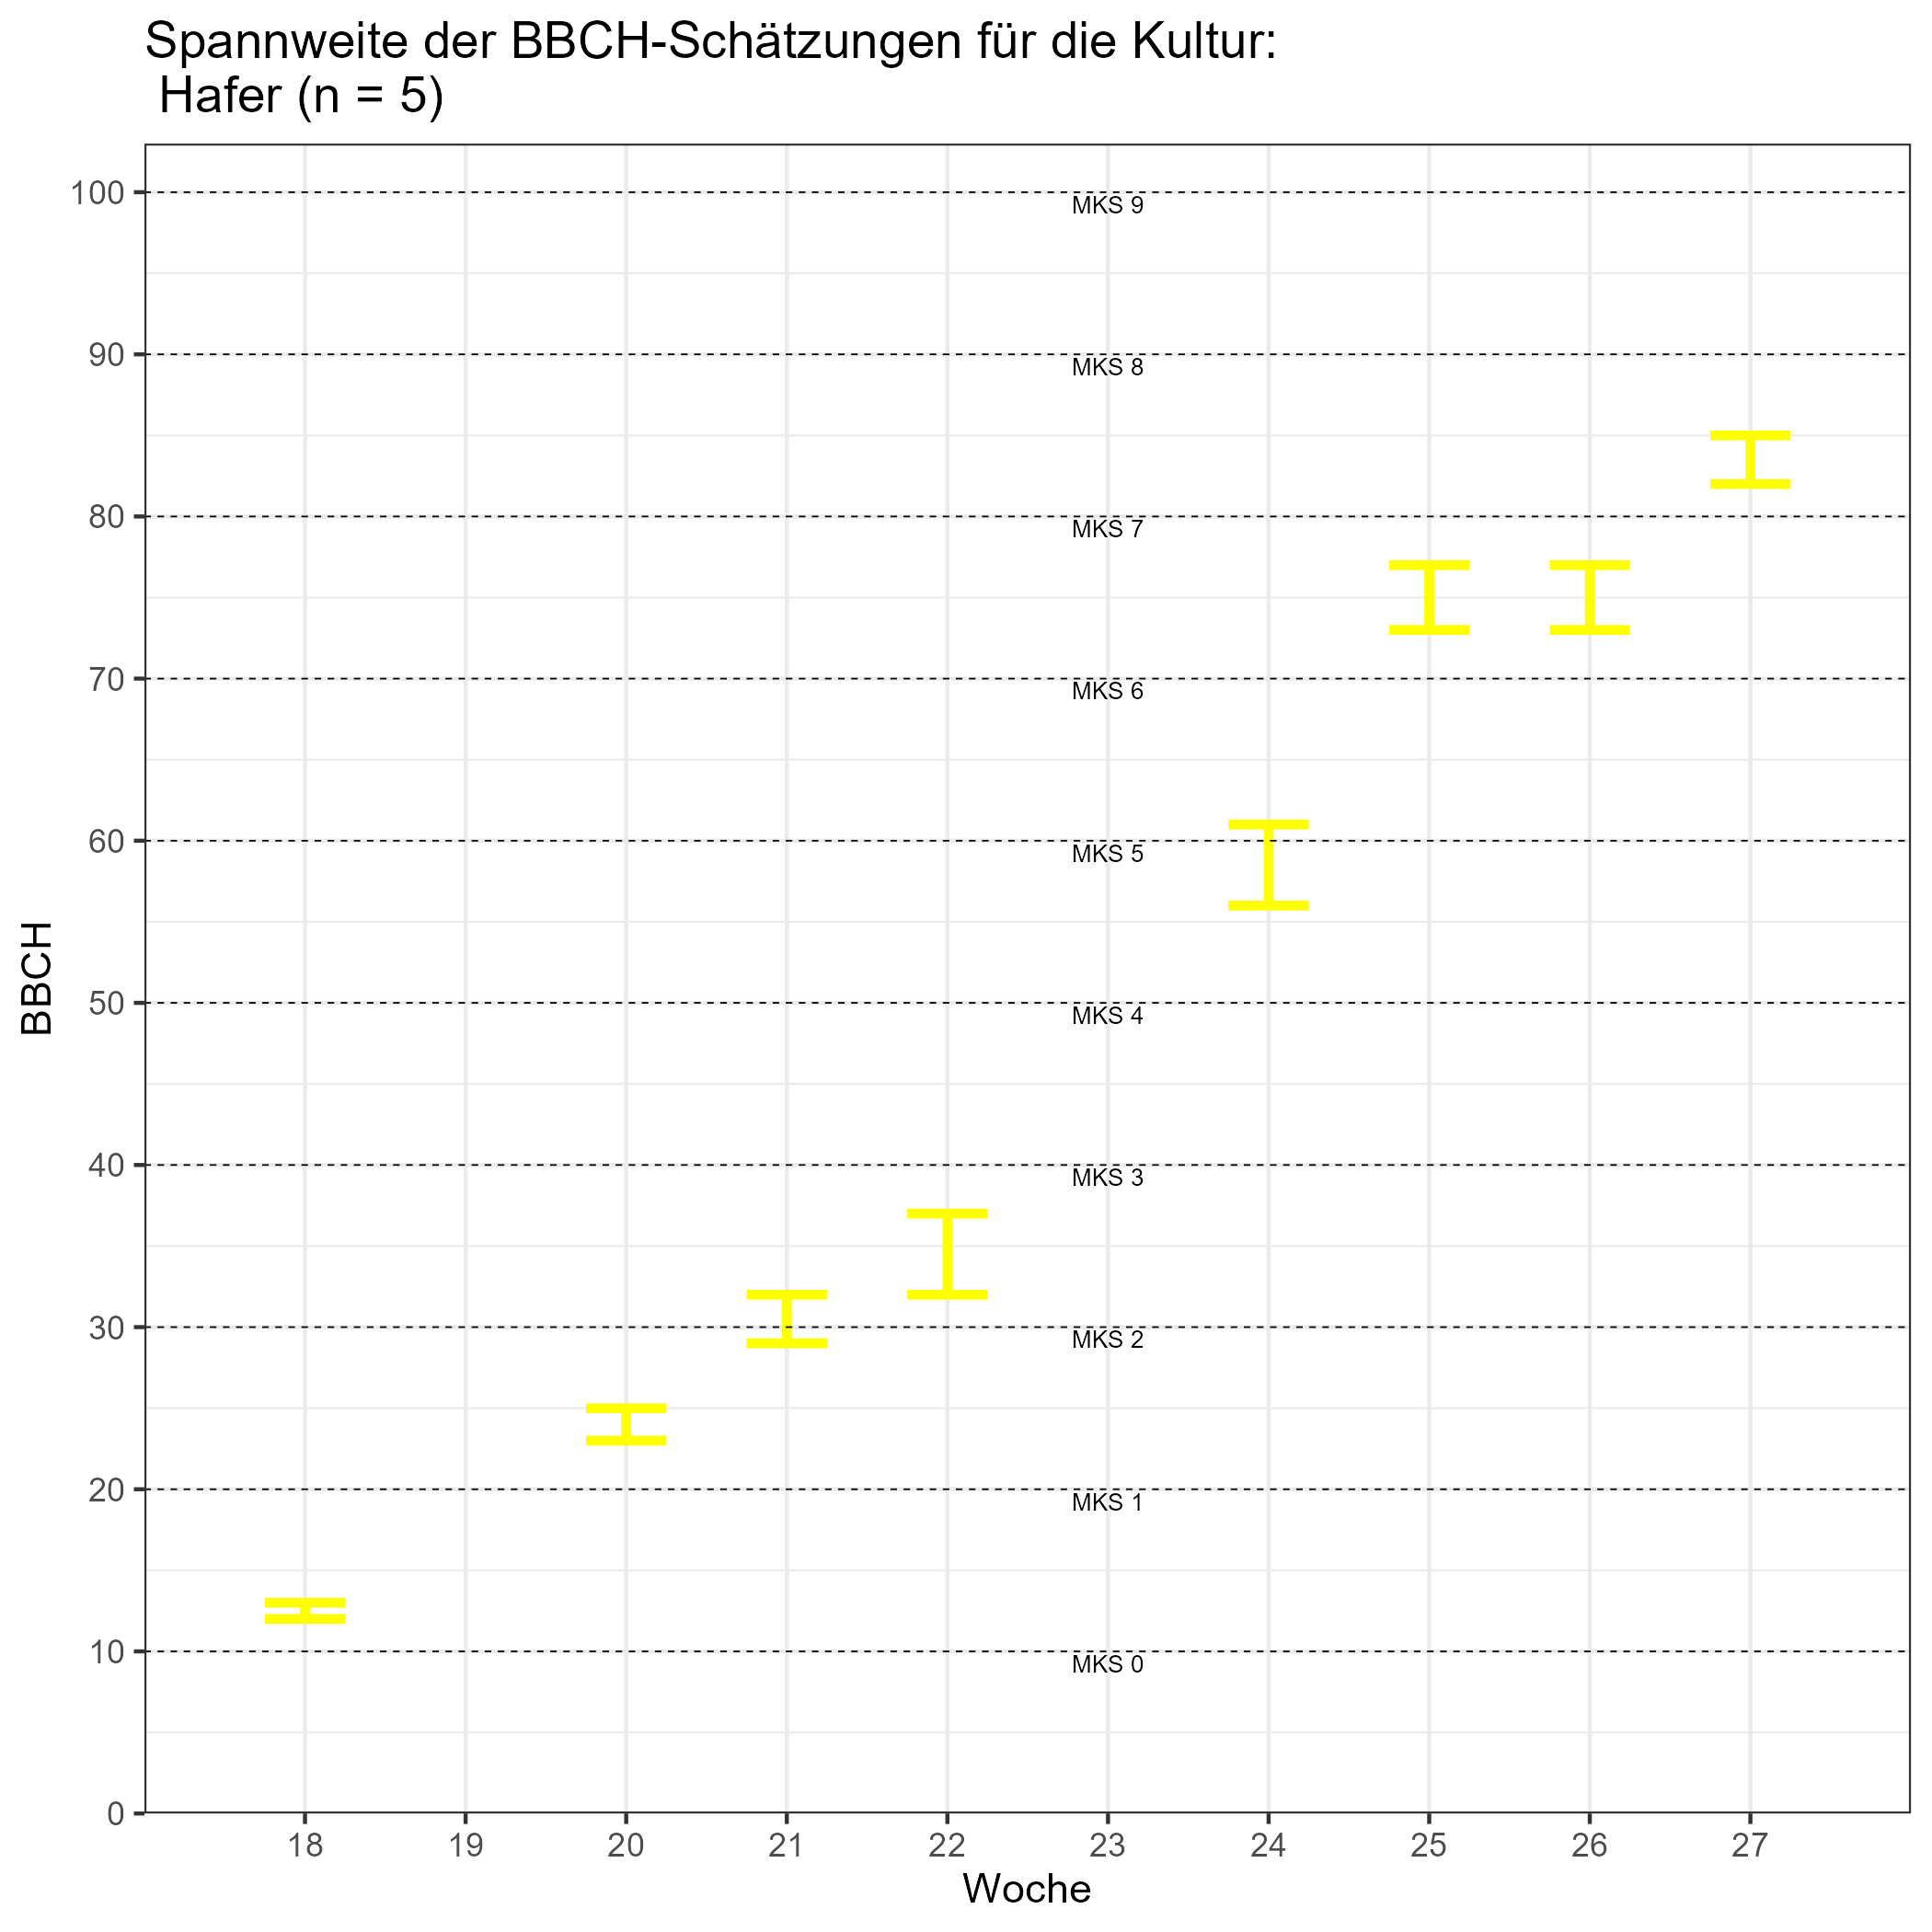 Spannweite der BBCH-Schätzungen für die Kultur:
Hafer (n = 5)
100
MKS 9
90
MKS 8
80
MKS 7
70
MKS 6
60
MKS 5
50
MKS 4
40
MKS 3
30
MKS 2
20
MKS 1
10
MKS 0
0
BBCH
18 19 20 21 22 23 24 25 26 27
Woche